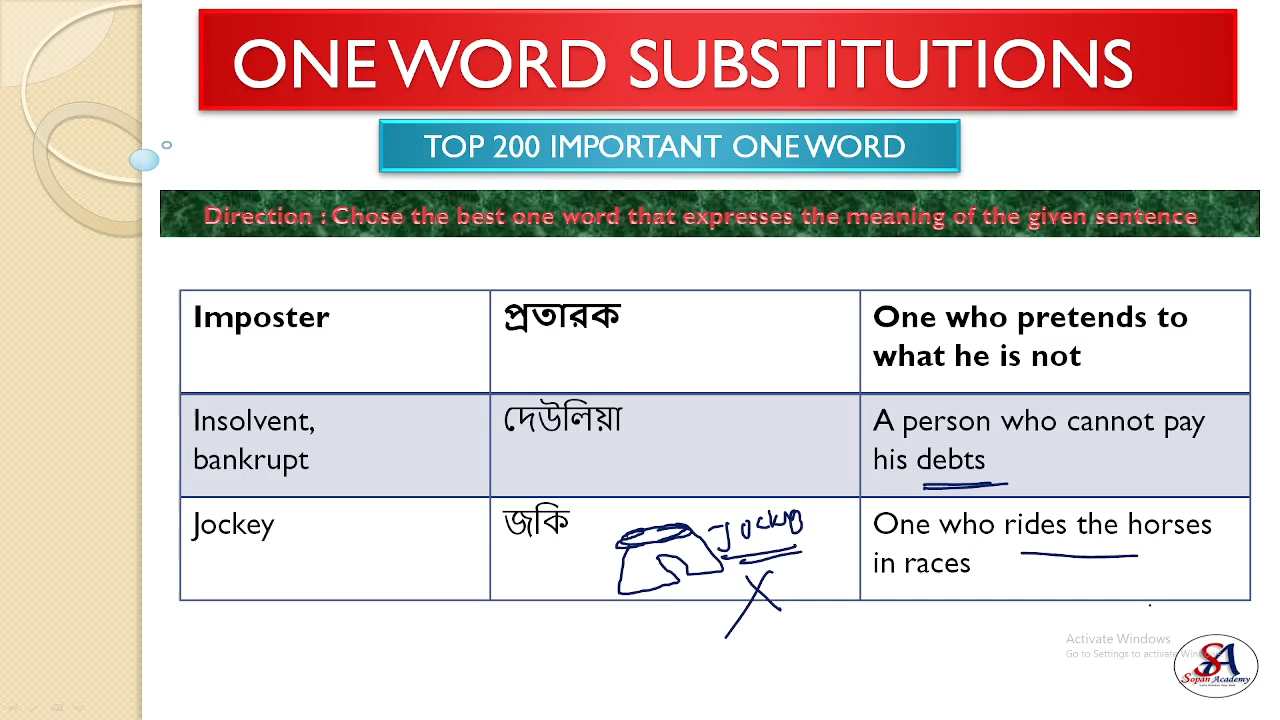 ONE WORD SUBSTITUTIONS
TOP 200 IMPORTANT ONE WORD
Direction : Chose the best one word that expresses the meaning of the given sentence
Imposter
প্রতারক
One who pretends to
what he is not
Insolvent,
bankrupt
দেউলিয়া
A person who cannot pay
his debts
Jockey
জকি
One who rides the horses
in races
Activate Windows
Go to Settings to activate
SA
Sopan Academy